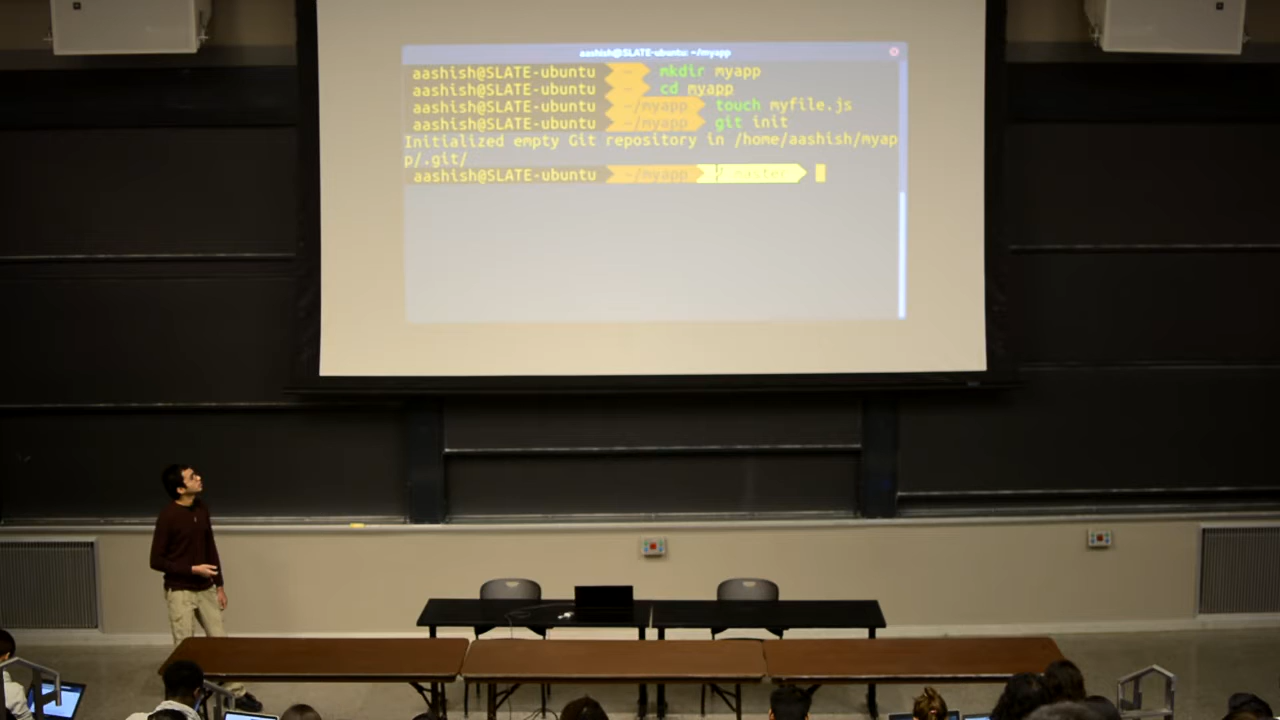 aashish@SLATE-ubuntu: ~/myapp
aashish@SLATE-ubuntu ~ mkdir myapp
aashish@SLATE-ubuntu ~ cd myapp
aashish@SLATE-ubuntu ~/myapp touch myfile.js
aashish@SLATE-ubuntu ~/myapp git init
Initialized empty Git repository in /home/aashish/myap
p/.git/
aashish@SLATE-ubuntu ~/myapp master